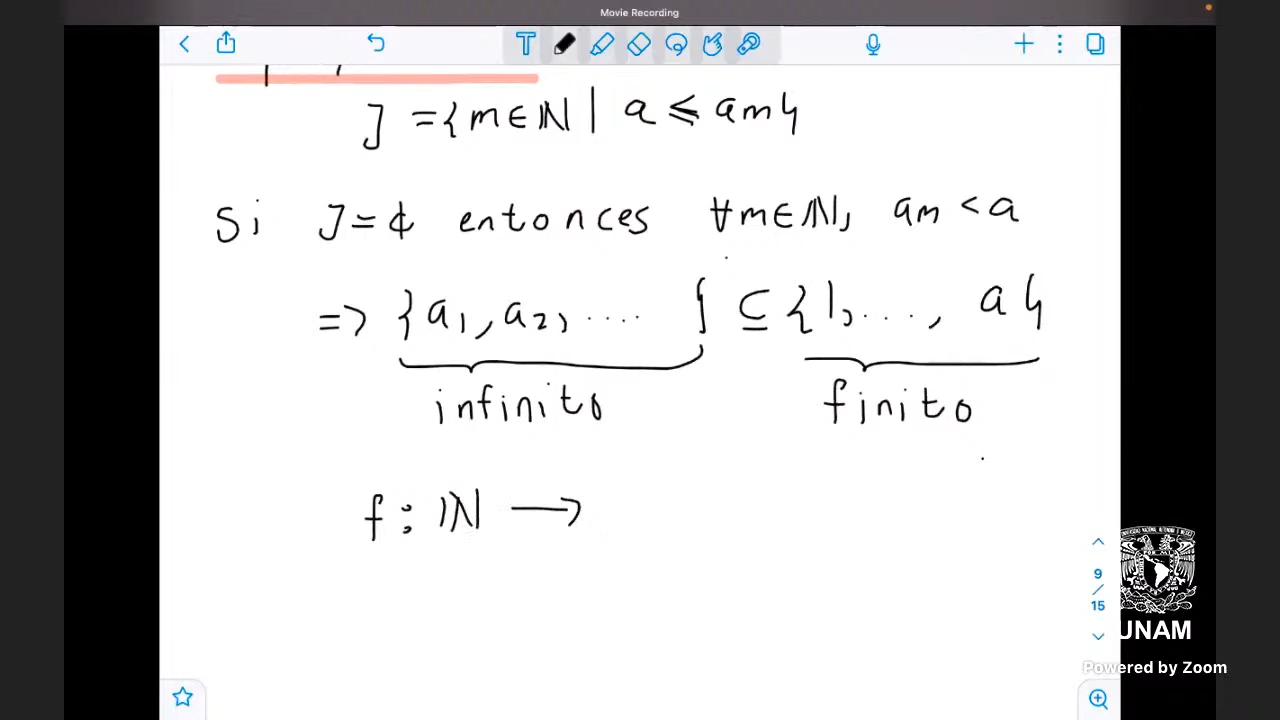 Movie Recording
J = {m ∈ ℕ | a ≤ am}
Si J = ∅ entonces ∀m∈ℕ, am < a
=> {a1, a2, ..... } ⊆ {1, ..., a}
infinito finito
f : ℕ →
9
/
15
UNAM
Powered by Zoom